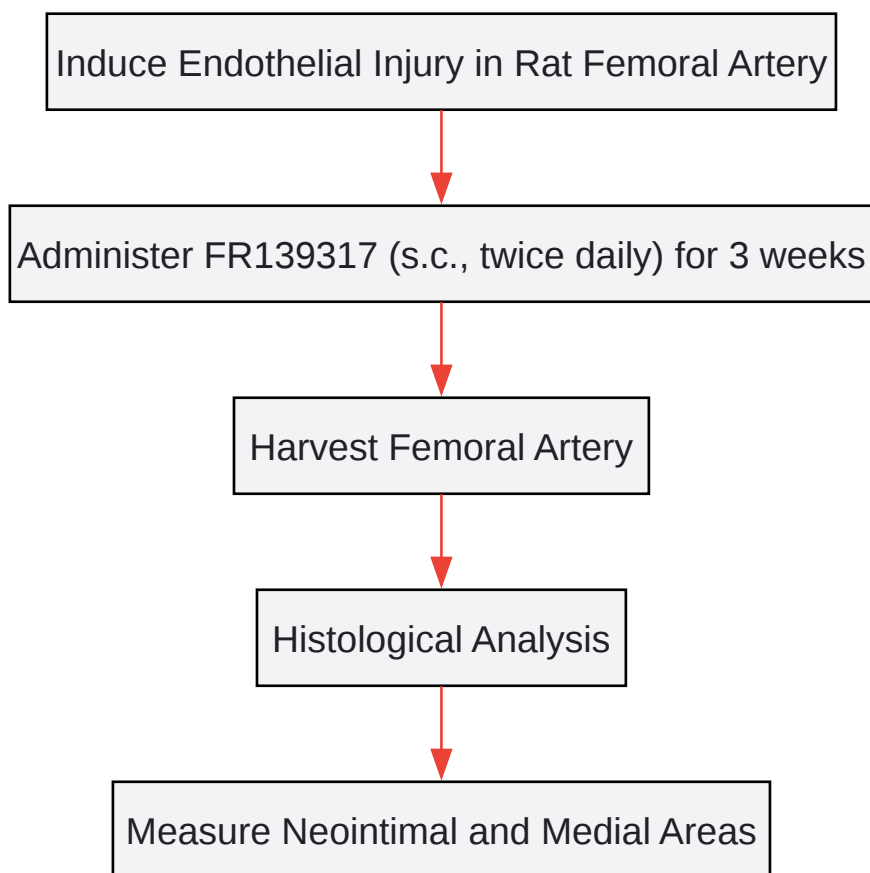 Induce Endothelial Injury in Rat Femoral Artery
Administer FR139317 (s.c., twice daily) for 3 weeks
Harvest Femoral Artery
Histological Analysis
Measure Neointimal and Medial Areas